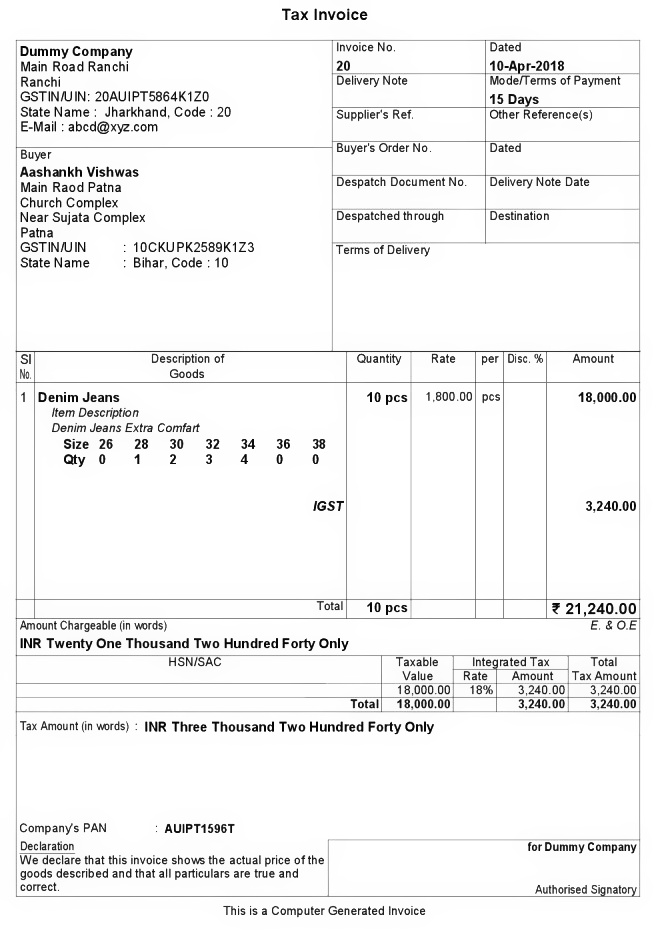 Tax Invoice
Dummy Company
Main Road Ranchi
Ranchi
GSTIN/UIN: 20AUIPT5864K1Z0
State Name : Jharkhand, Code : 20
E-Mail : abcd@xyz.com
Invoice No.
20
Dated
10-Apr-2018
Delivery Note
Mode/Terms of Payment
15 Days
Supplier's Ref.
Other Reference(s)
Buyer
Aashankh Vishwas
Main Raod Patna
Church Complex
Near Sujata Complex
Patna
GSTIN/UIN : 10CKUPK2589K1Z3
State Name : Bihar, Code : 10
Buyer's Order No.
Dated
Despatch Document No.
Delivery Note Date
Despatched through
Destination
Terms of Delivery
SI No. Description of Goods Quantity Rate per Disc. % Amount
1 Denim Jeans 10 pcs 1,800.00 pcs 18,000.00
Item Description
Denim Jeans Extra Comfart
Size 26 28 30 32 34 36 38
Qty 0 1 2 3 4 0 0
IGST 3,240.00
Total 10 pcs ₹ 21,240.00
Amount Chargeable (in words) E. & O.E
INR Twenty One Thousand Two Hundred Forty Only
HSN/SAC Taxable Value Integrated Tax Rate Amount Total Tax Amount
18,000.00 18% 3,240.00 3,240.00
Total 18,000.00 3,240.00 3,240.00
Tax Amount (in words) : INR Three Thousand Two Hundred Forty Only
Company's PAN : AUIPT1596T
Declaration
We declare that this invoice shows the actual price of the
goods described and that all particulars are true and
correct.
for Dummy Company
Authorised Signatory
This is a Computer Generated Invoice